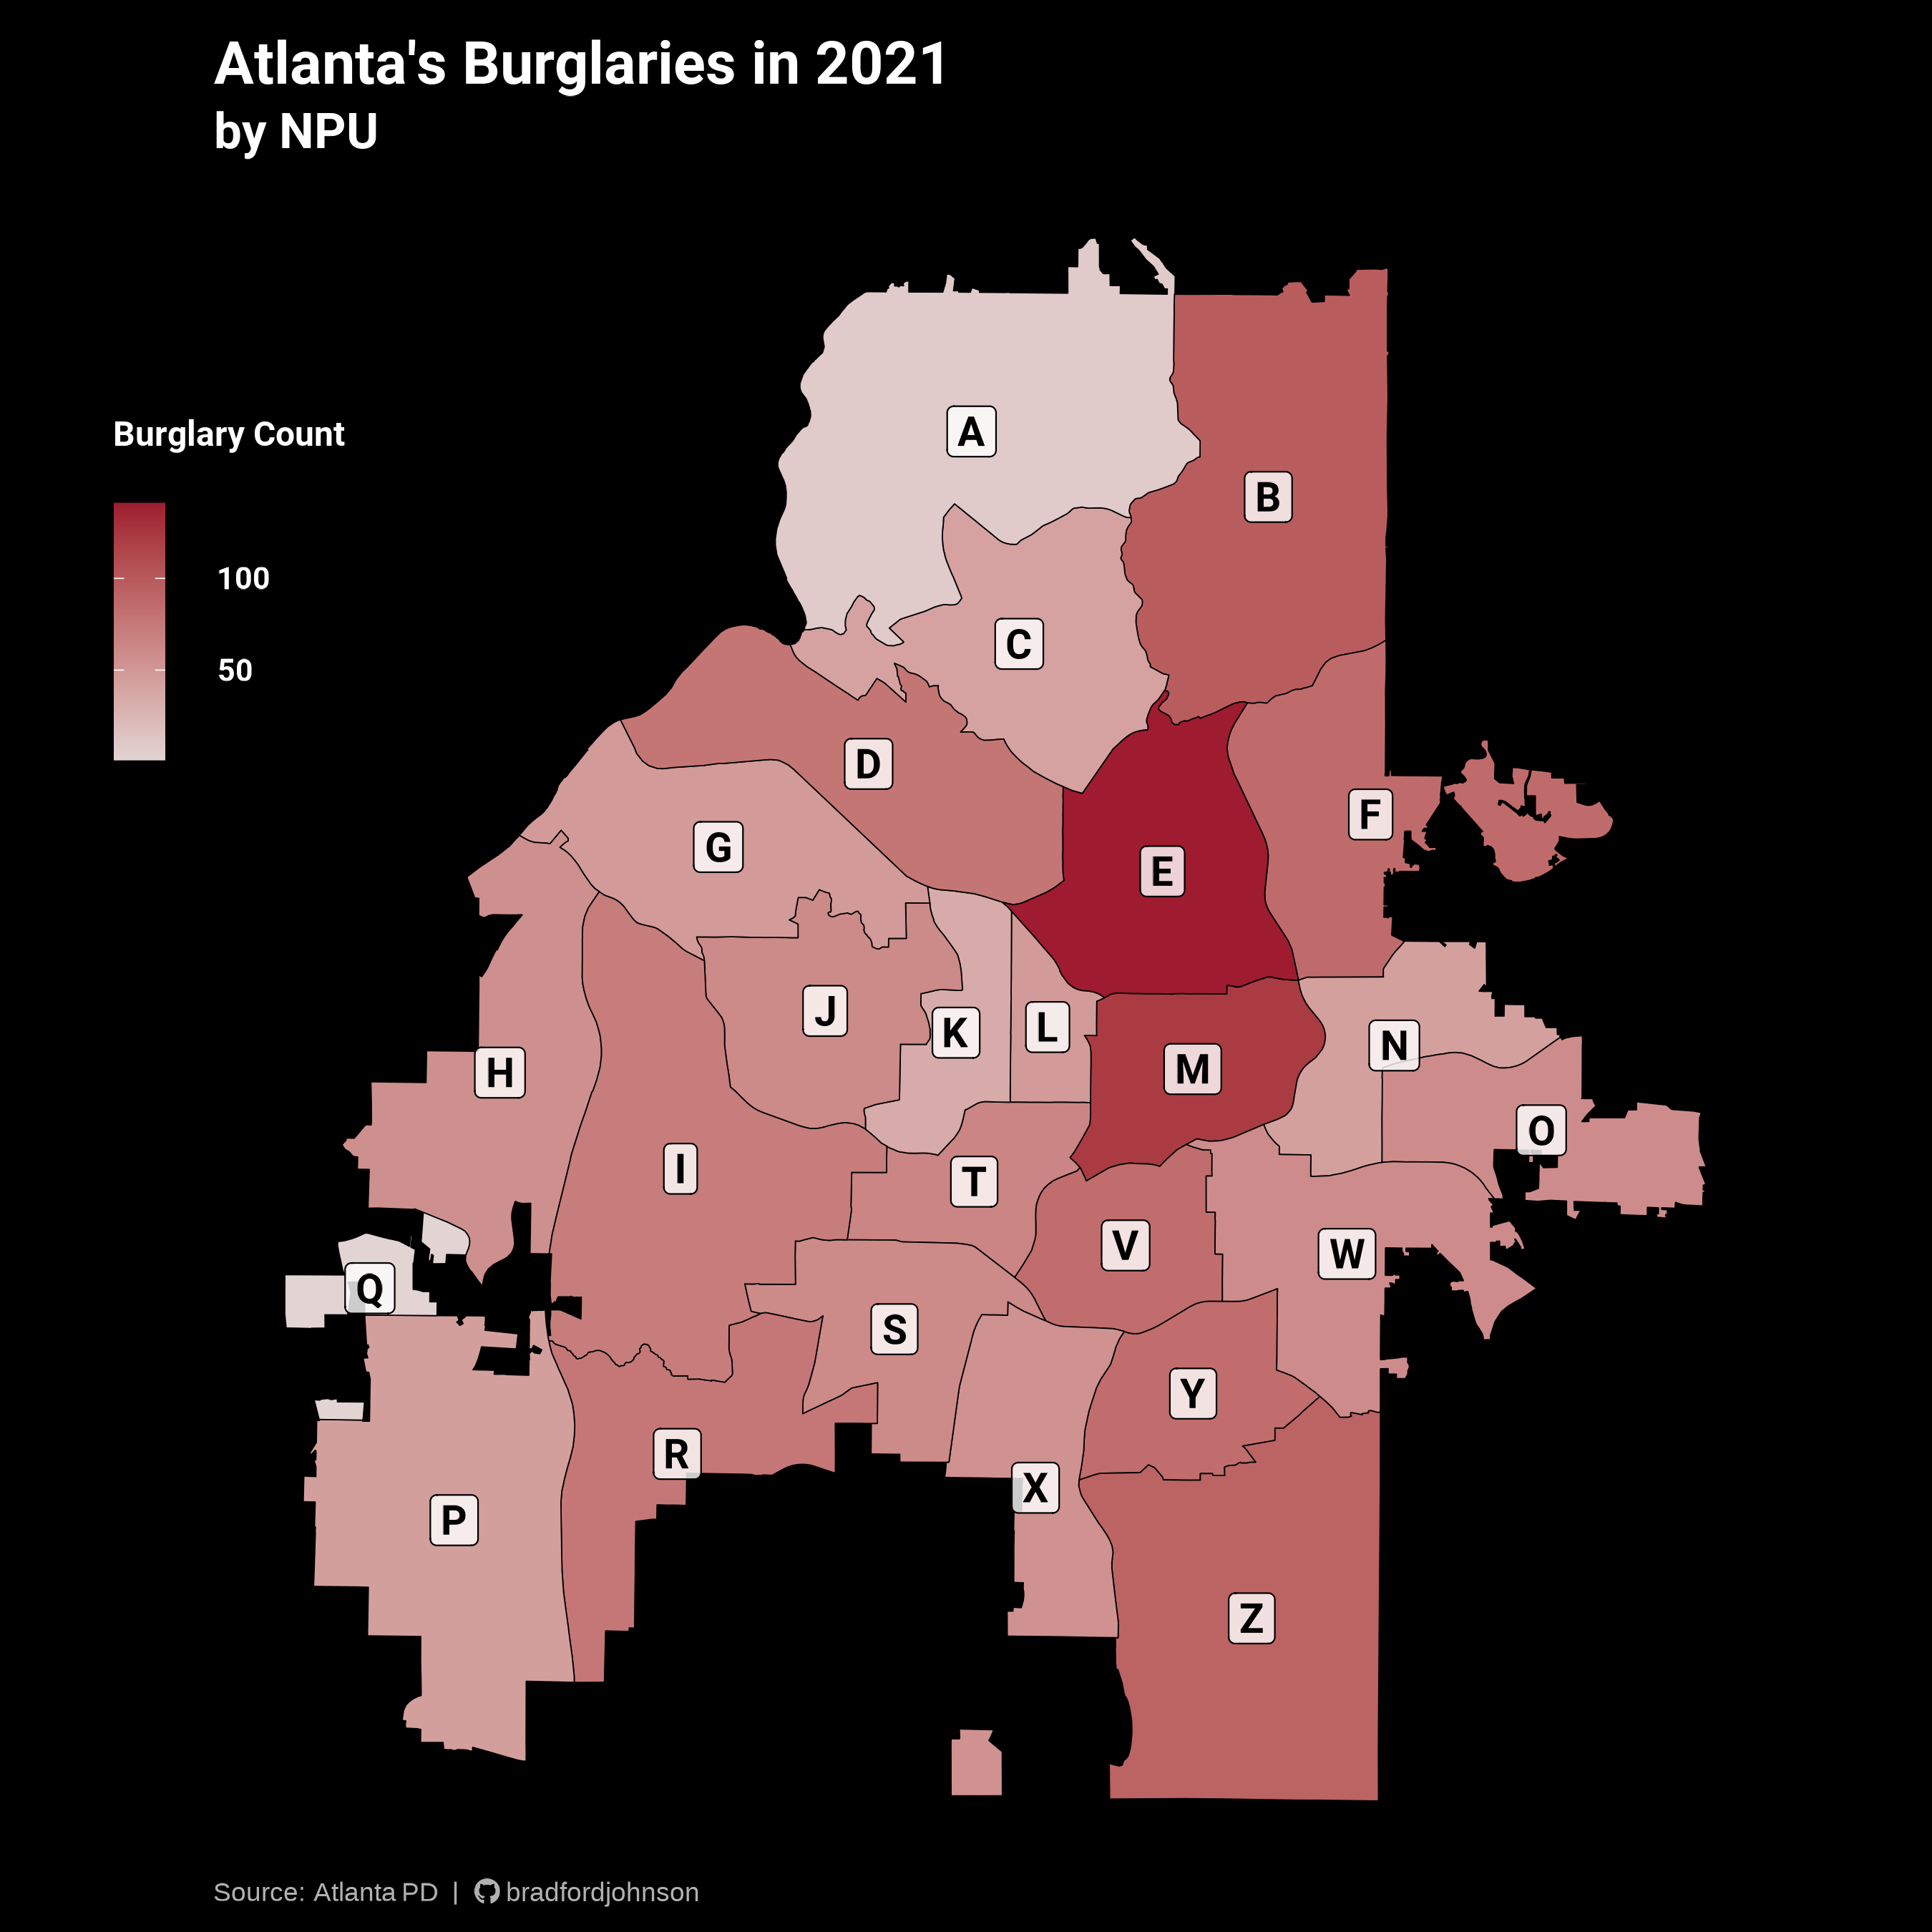 Atlanta's Burglaries in 2021
by NPU
Burglary Count
100
50
A
B
C
D
F
G
E
J
K
L
M
N
H
O
I
T
V
W
Q
S
Y
R
X
P
Z
Source: Atlanta PD | bradfordjohnson